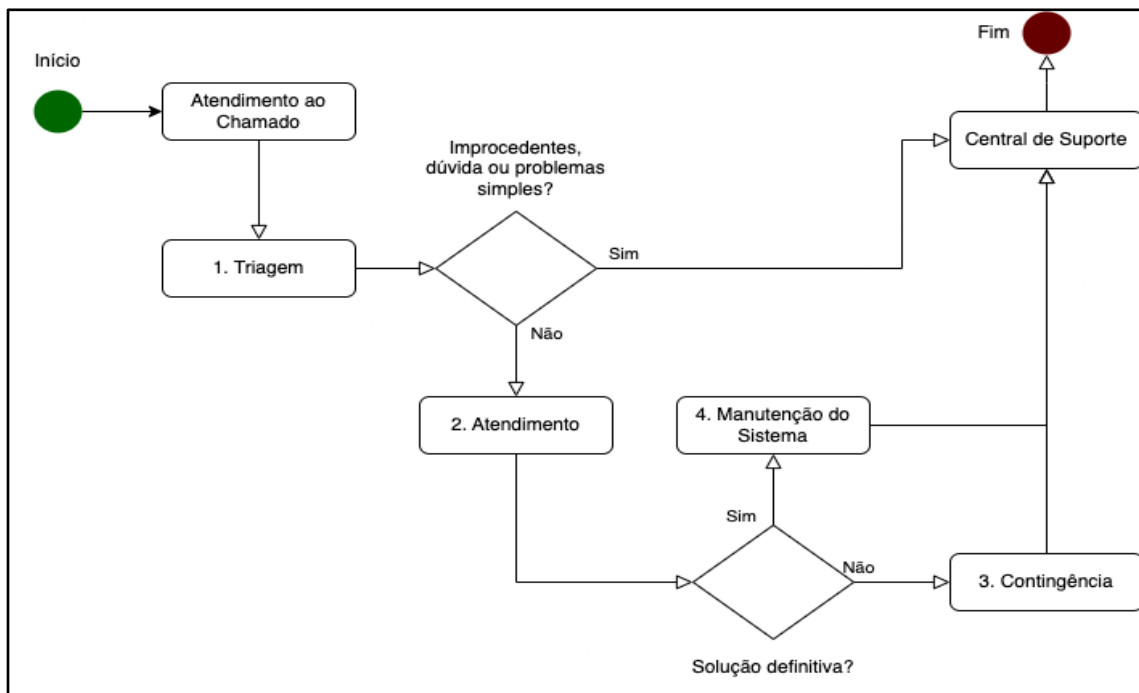 Início
Fim
Atendimento ao
Chamado
Central de Suporte
Improcedentes,
dúvida ou problemas
simples?
1. Triagem
Sim
Não
2. Atendimento
4. Manutenção do
Sistema
Sim
Não
3. Contingência
Solução definitiva?